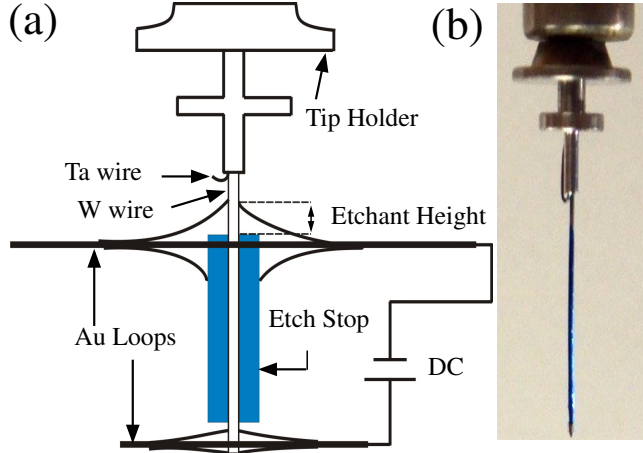 (a)
(b)
Tip Holder
Ta wire
W wire
Etchant Height
Etch Stop
Au Loops
DC